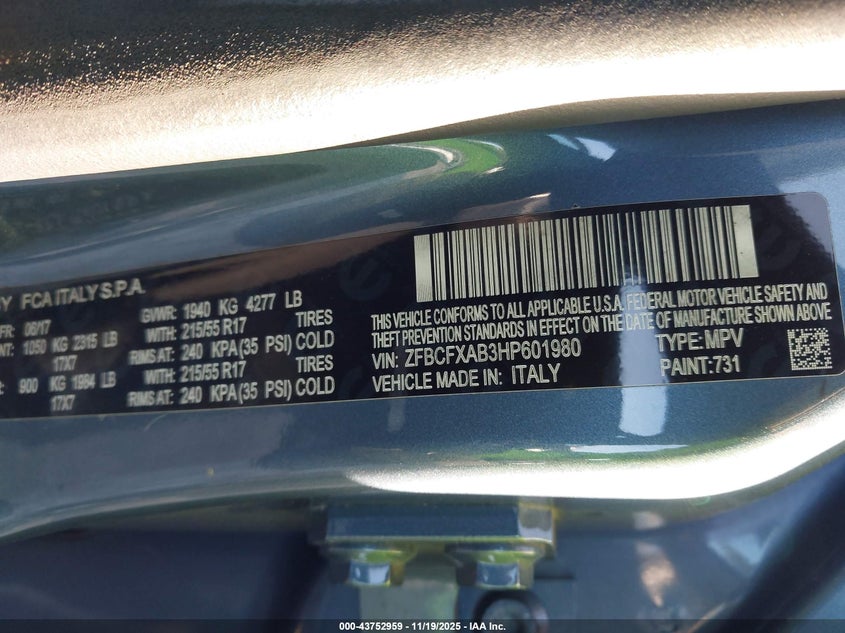 Y FCA ITALY S.P.A.
FR: 06/17 GVWR: 1940 KG 4277 LB
NT: 1050 KG 2315 LB WITH: 215/55 R17 TIRES
17X7 RIMS AT: 240 KPA(35 PSI) COLD
R: 900 KG 1984 LB WITH: 215/55 R17 TIRES
17X7 RIMS AT: 240 KPA(35 PSI) COLD
THIS VEHICLE CONFORMS TO ALL APPLICABLE U.S.A. FEDERAL MOTOR VEHICLE SAFETY AND
THEFT PREVENTION STANDARDS IN EFFECT ON THE DATE OF MANUFACTURE SHOWN ABOVE.
VIN: ZFBCFXAB3HP601980 TYPE: MPV
VEHICLE MADE IN: ITALY PAINT:731
000-43752959 - 11/19/2025 - IAA Inc.